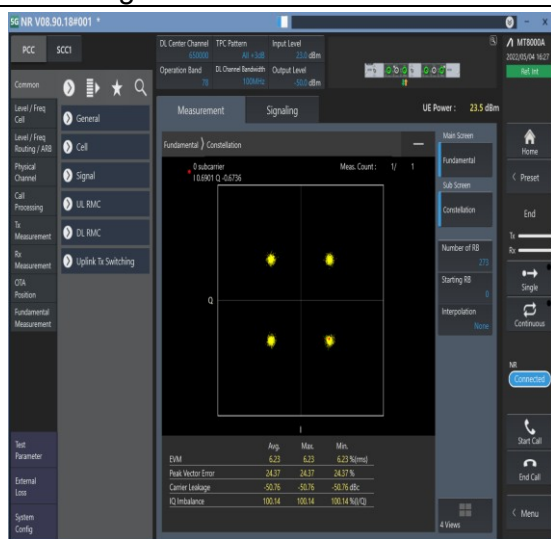 5G NR V08.90.18#001 *
PCC SCC1
DL Center Channel TPC Pattern Input Level
650000 All +3dB 23.0 dBm
Operation Band DL Channel Bandwidth Output Level
78 100MHz -50.0 dBm
MT8000A
2022/05/04 16:27
Ref. Int
Common
Level / Freq
Cell
Level / Freq
Routing / ARB
Physical
Channel
Call
Processing
Tx
Measurement
Rx
Measurement
OTA
Position
Fundamental
Measurement
Test
Parameter
External
Loss
System
Config
General
Cell
Signal
UL RMC
DL RMC
Uplink Tx Switching
Measurement Signaling UE Power : 23.5 dBm
Fundamental Constellation
0 subcarrier Meas. Count : 1/ 1
I 0.6901 Q -0.6736
Q
I
Avg. Max. Min.
EVM 6.23 6.23 6.23 %(rms)
Peak Vector Error 24.37 24.37 24.37 %
Carrier Leakage -50.76 -50.76 -50.76 dBc
IQ Imbalance 100.14 100.14 100.14 %(I/Q)
Main Screen
Fundamental
Sub Screen
Constellation
Number of RB
273
Starting RB
0
Interpolation
None
4 Views
Home
Preset
End
Tx
Rx
Single
Continuous
NR
Connected
Start Call
End Call
Menu